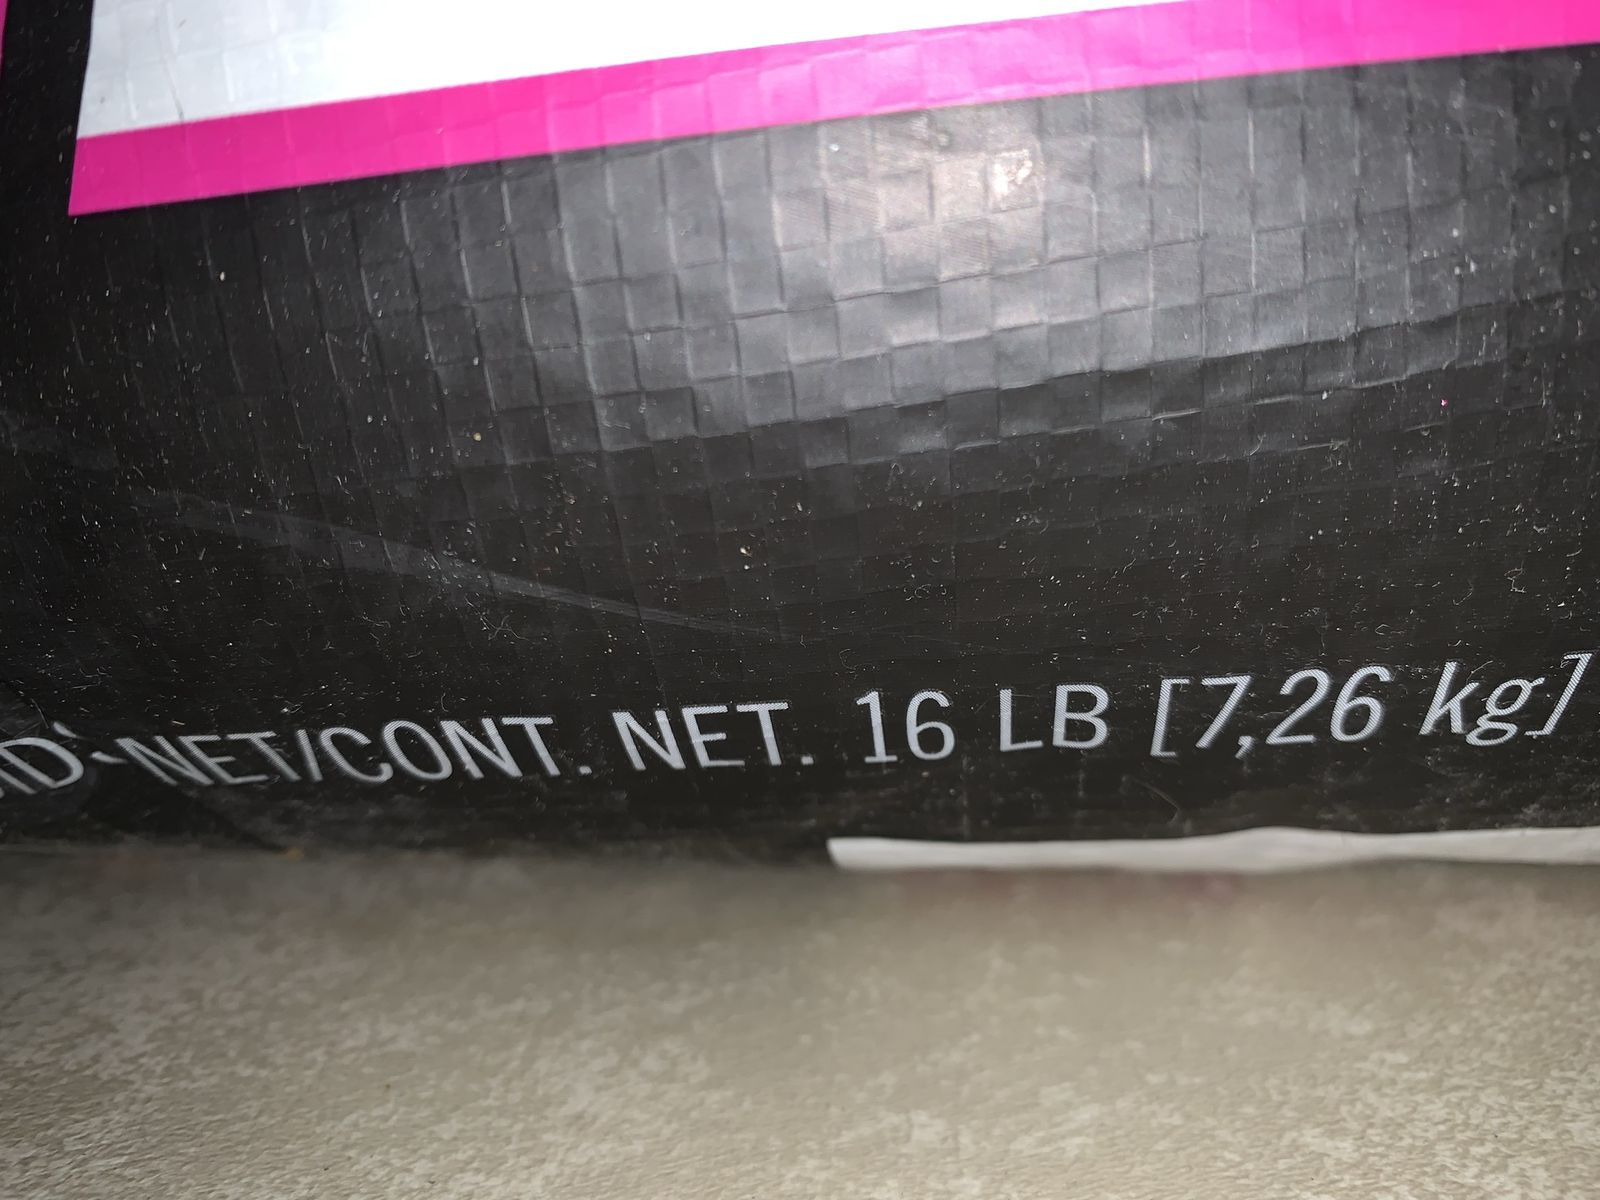 NET/CONT. NET. 16 LB [7,26 kg]